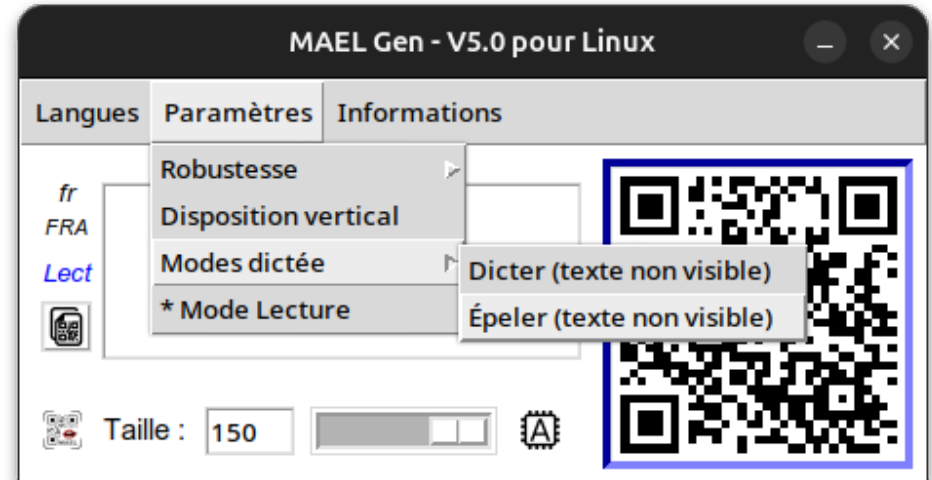 MAEL Gen - V5.0 pour Linux
Langues Paramètres Informations
Robustesse
Disposition vertical
Modes dictée
* Mode Lecture
Dicter (texte non visible)
Épeler (texte non visible)
fr
FRA
Lect
Taille : 150
A